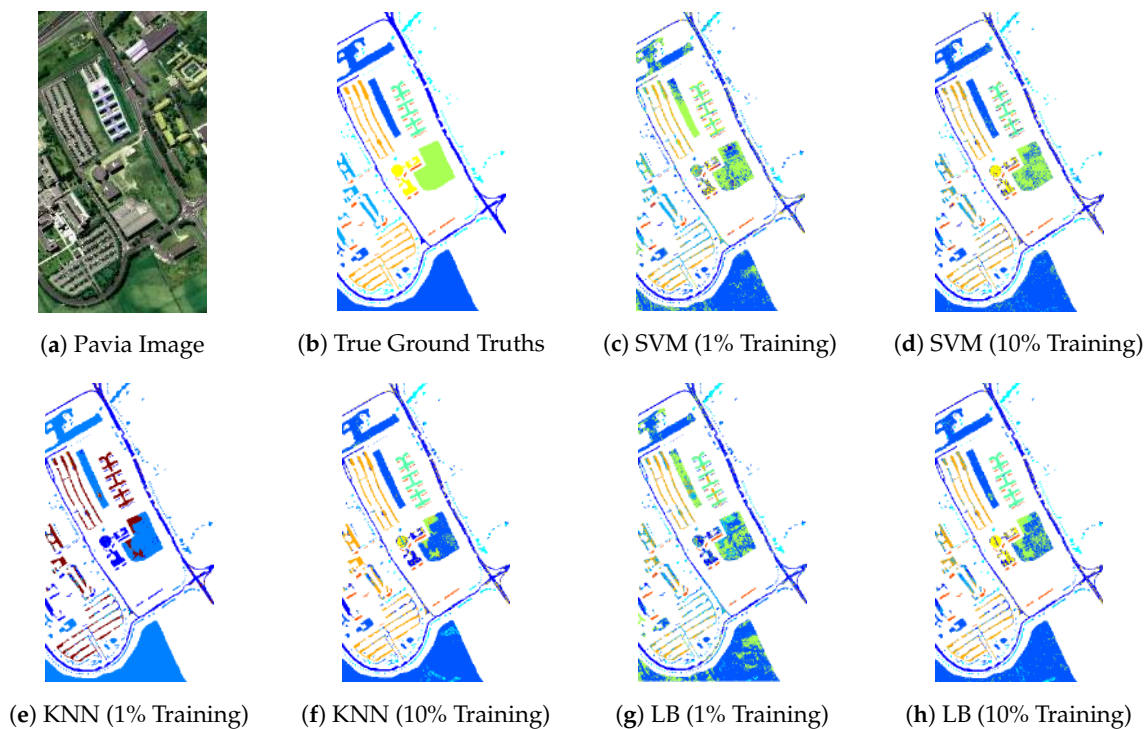 (a) Pavia Image
(b) True Ground Truths
(c) SVM (1% Training)
(d) SVM (10% Training)
(e) KNN (1% Training)
(f) KNN (10% Training)
(g) LB (1% Training)
(h) LB (10% Training)